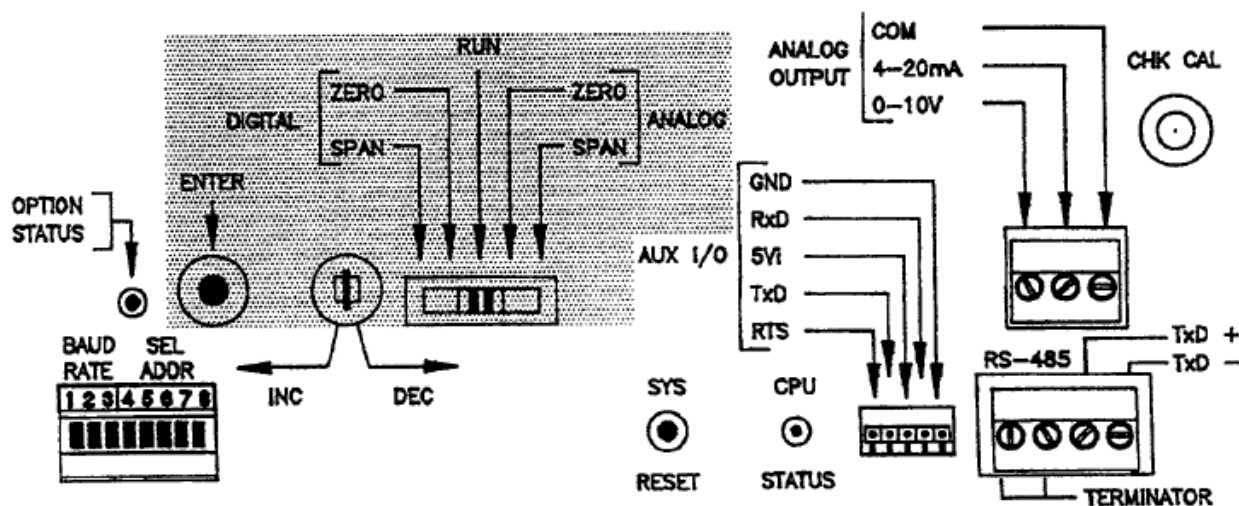 RUN
DIGITAL
ZERO
SPAN
ZERO
SPAN
ANALOG
ENTER
OPTION
STATUS
INC
DEC
BAUD
RATE
SEL
ADDR
1 2 3 4 5 6 7 8
ANALOG
OUTPUT
COM
4-20mA
0-10V
CHK CAL
AUX I/O
GND
RxD
5Vi
TxD
RTS
SYS
RESET
CPU
STATUS
RS-485
TxD +
TxD -
TERMINATOR